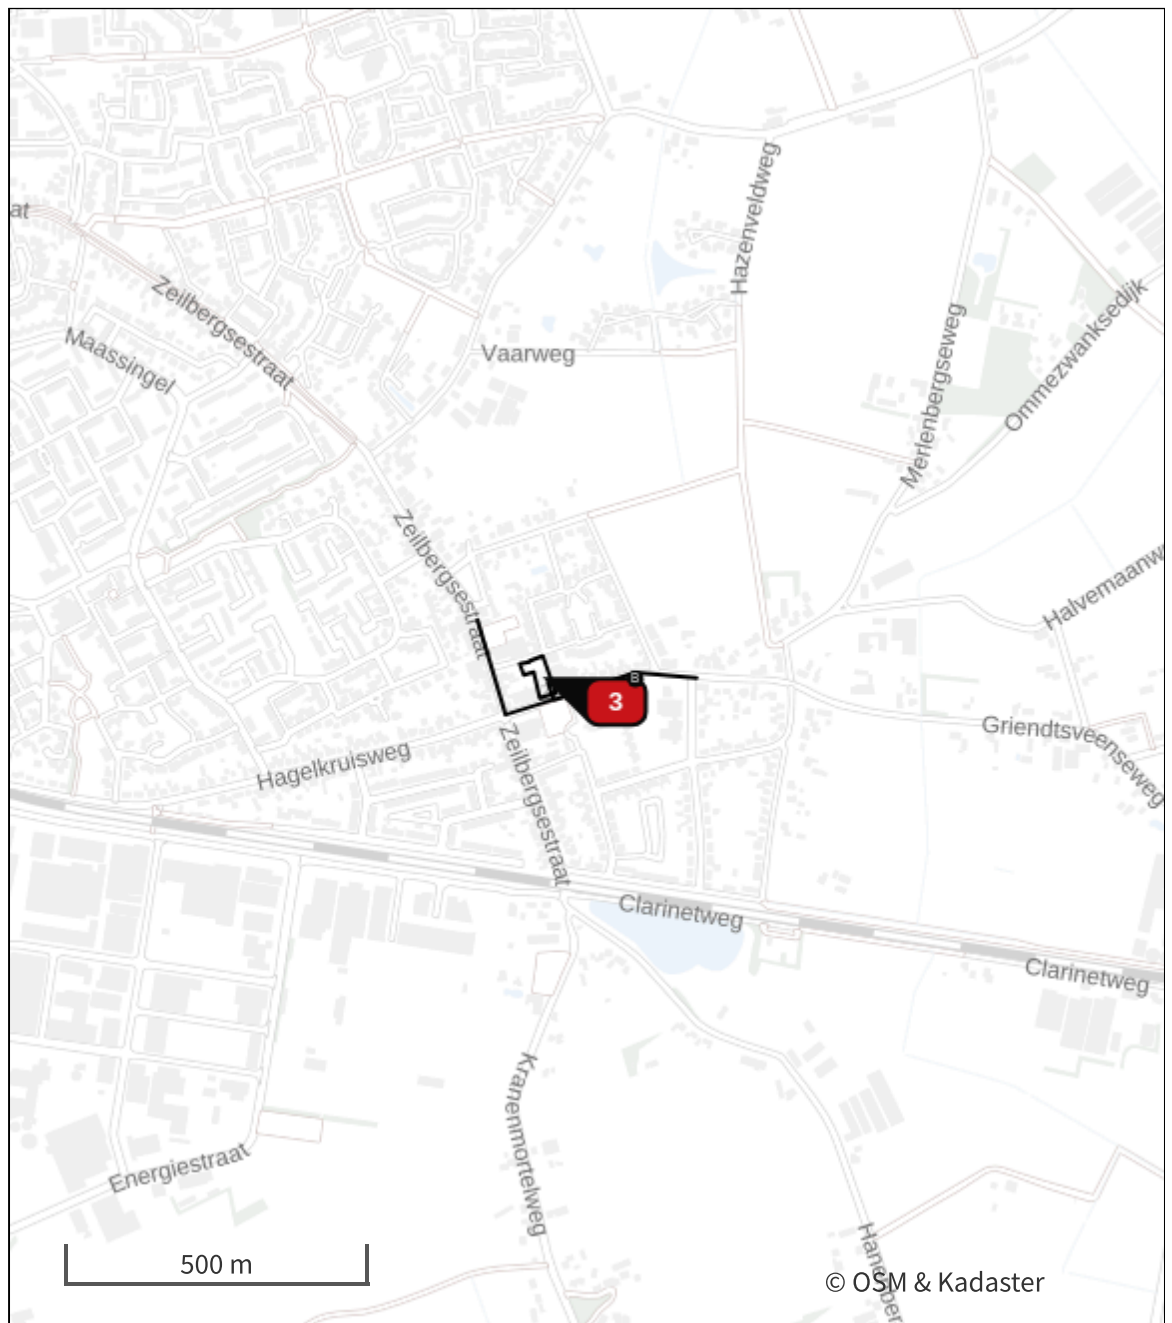 at
Hazenveldweg
Zeilbergsestraat
Maassingel
Vaarweg
Merlenbergseweg
Ommezwanksedijk
Zeilbergsestraat
Halvemaanw
3
8
Griendtsveenseweg
Hagelkruisweg
Zeilbergsestraat
Clarinetweg
Clarinetweg
Kranenmortelweg
Energiestraat
500 m
© OSM & Kadaster